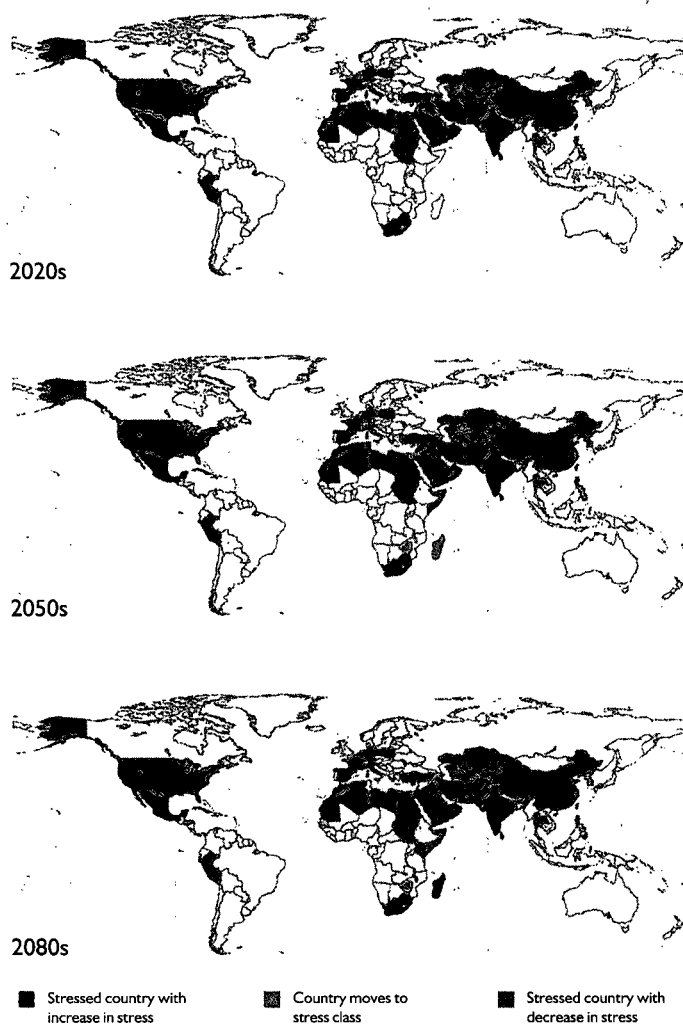 2020s
2050s
2080s
Stressed country with
increase in stress
Country moves to
stress class
Stressed country with
decrease in stress